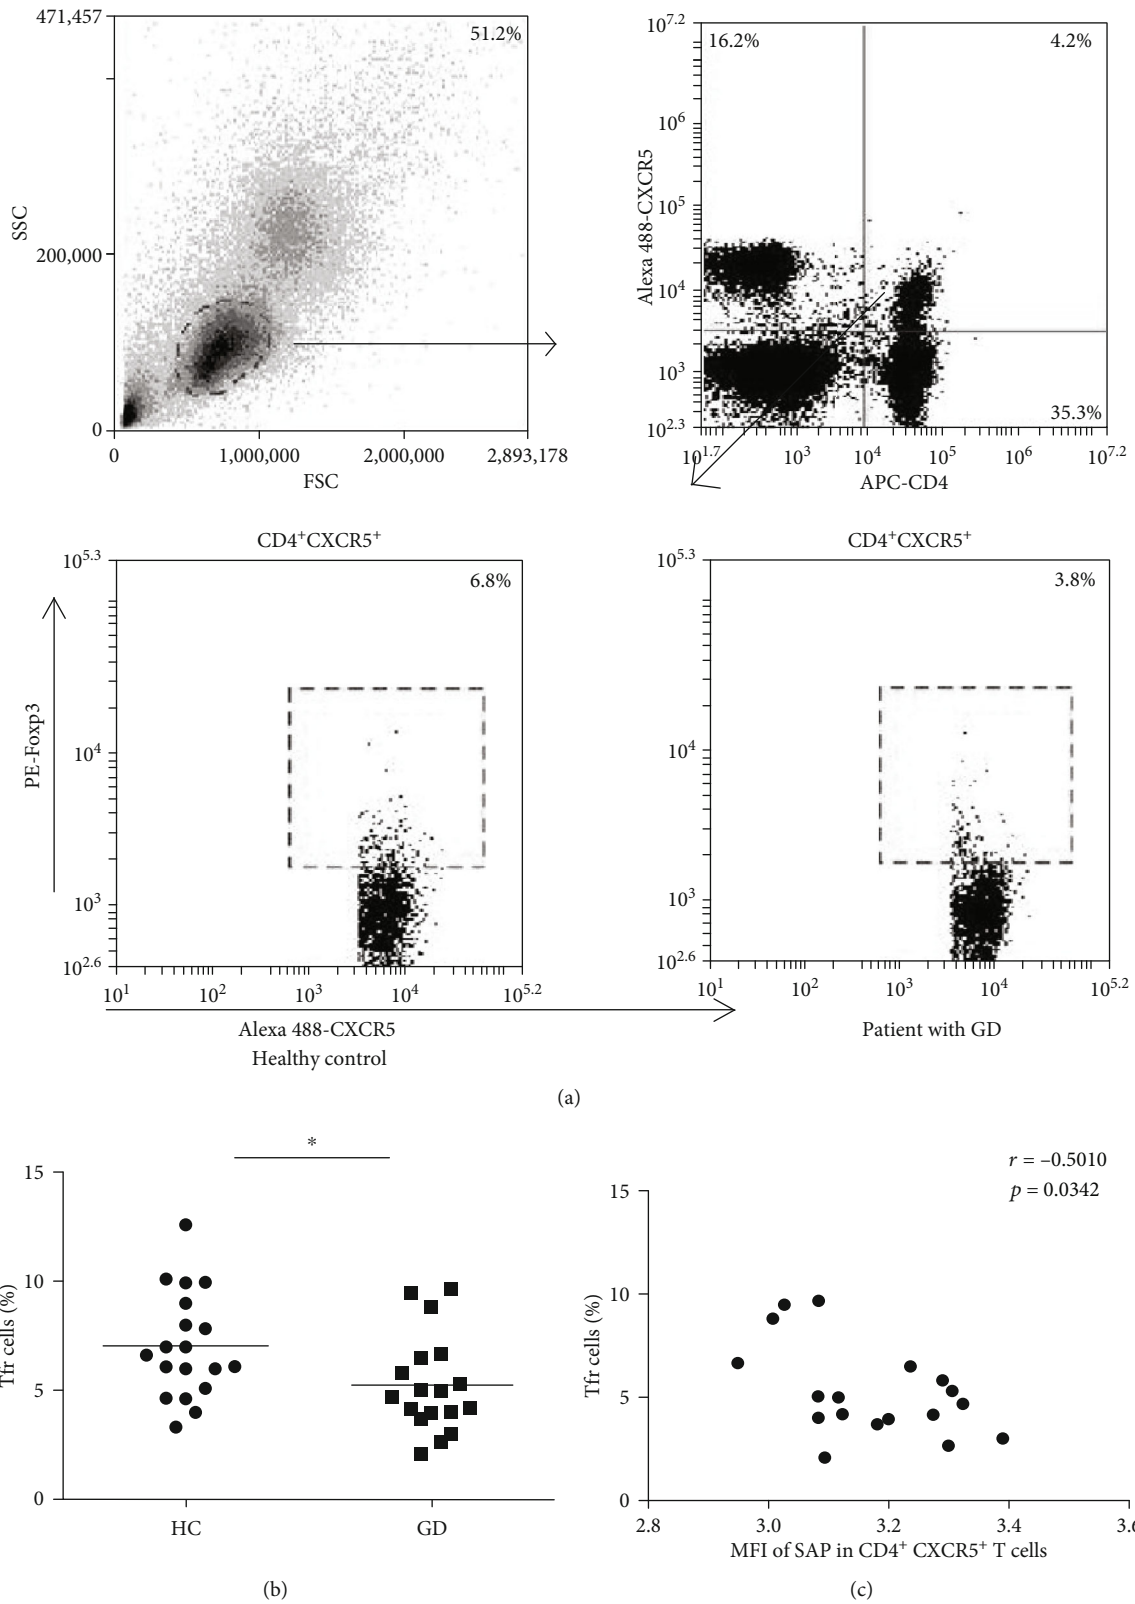 471,457
51.2%
SSC
200,000
0
0 1,000,000 2,000,000 2,893,178
FSC
10^7.2
16.2% 4.2%
10^6
Alexa 488-CXCR5
10^5
10^4
10^3
35.3%
10^2.3
10^1.7 10^3 10^4 10^5 10^6 10^7.2
APC-CD4
CD4+CXCR5+
10^5.3
6.8%
PE-Foxp3
10^4
10^3
10^2.6
10^1 10^2 10^3 10^4 10^5.2
Alexa 488-CXCR5
Healthy control
CD4+CXCR5+
10^5.3
3.8%
10^4
10^3
10^2.6
10^1 10^2 10^3 10^4 10^5.2
Patient with GD
(a)
*
15
10
Tfr cells (%)
5
0
HC GD
(b)
r = –0.5010
p = 0.0342
15
10
Tfr cells (%)
5
0
2.8 3.0 3.2 3.4 3.6
MFI of SAP in CD4+ CXCR5+ T cells
(c)